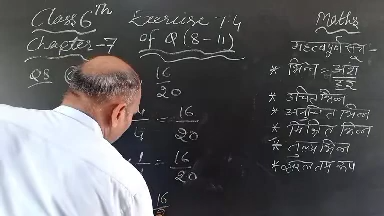 Class 6th Exercise 1.4 Maths
Chapter-7 of Q (8-11)
महत्वपूर्ण सूत्र -
Q8 16/20
* भिन्न = अंश/हर
* उचित भिन्न
4 = 16/20
* अनुचित भिन्न
* मिश्रित भिन्न
* तुल्य भिन्न
= 16/20
* सरलतम रूप
16